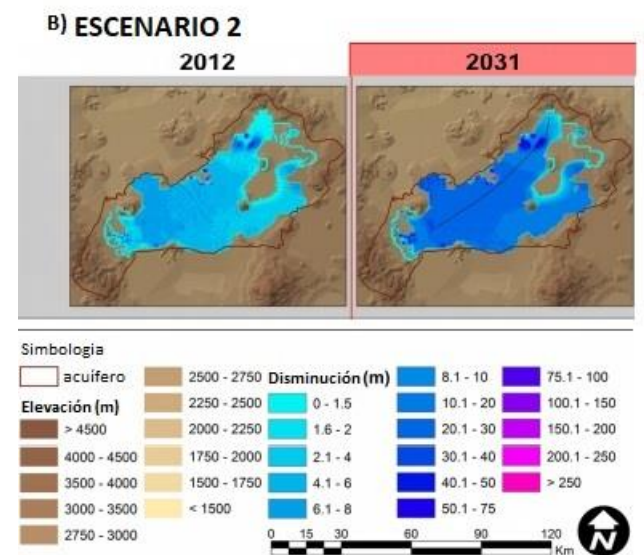 B) ESCENARIO 2
2012
2031
Simbologia
acuífero
Elevación (m)
> 4500
4000 - 4500
3500 - 4000
3000 - 3500
2750 - 3000
2500 - 2750
2250 - 2500
2000 - 2250
1750 - 2000
1500 - 1750
< 1500
Disminución (m)
0 - 1.5
1.6 - 2
2.1 - 4
4.1 - 6
6.1 - 8
8.1 - 10
10.1 - 20
20.1 - 30
30.1 - 40
40.1 - 50
50.1 - 75
75.1 - 100
100.1 - 150
150.1 - 200
200.1 - 250
> 250
0 15 30 60 90 120
Km
N